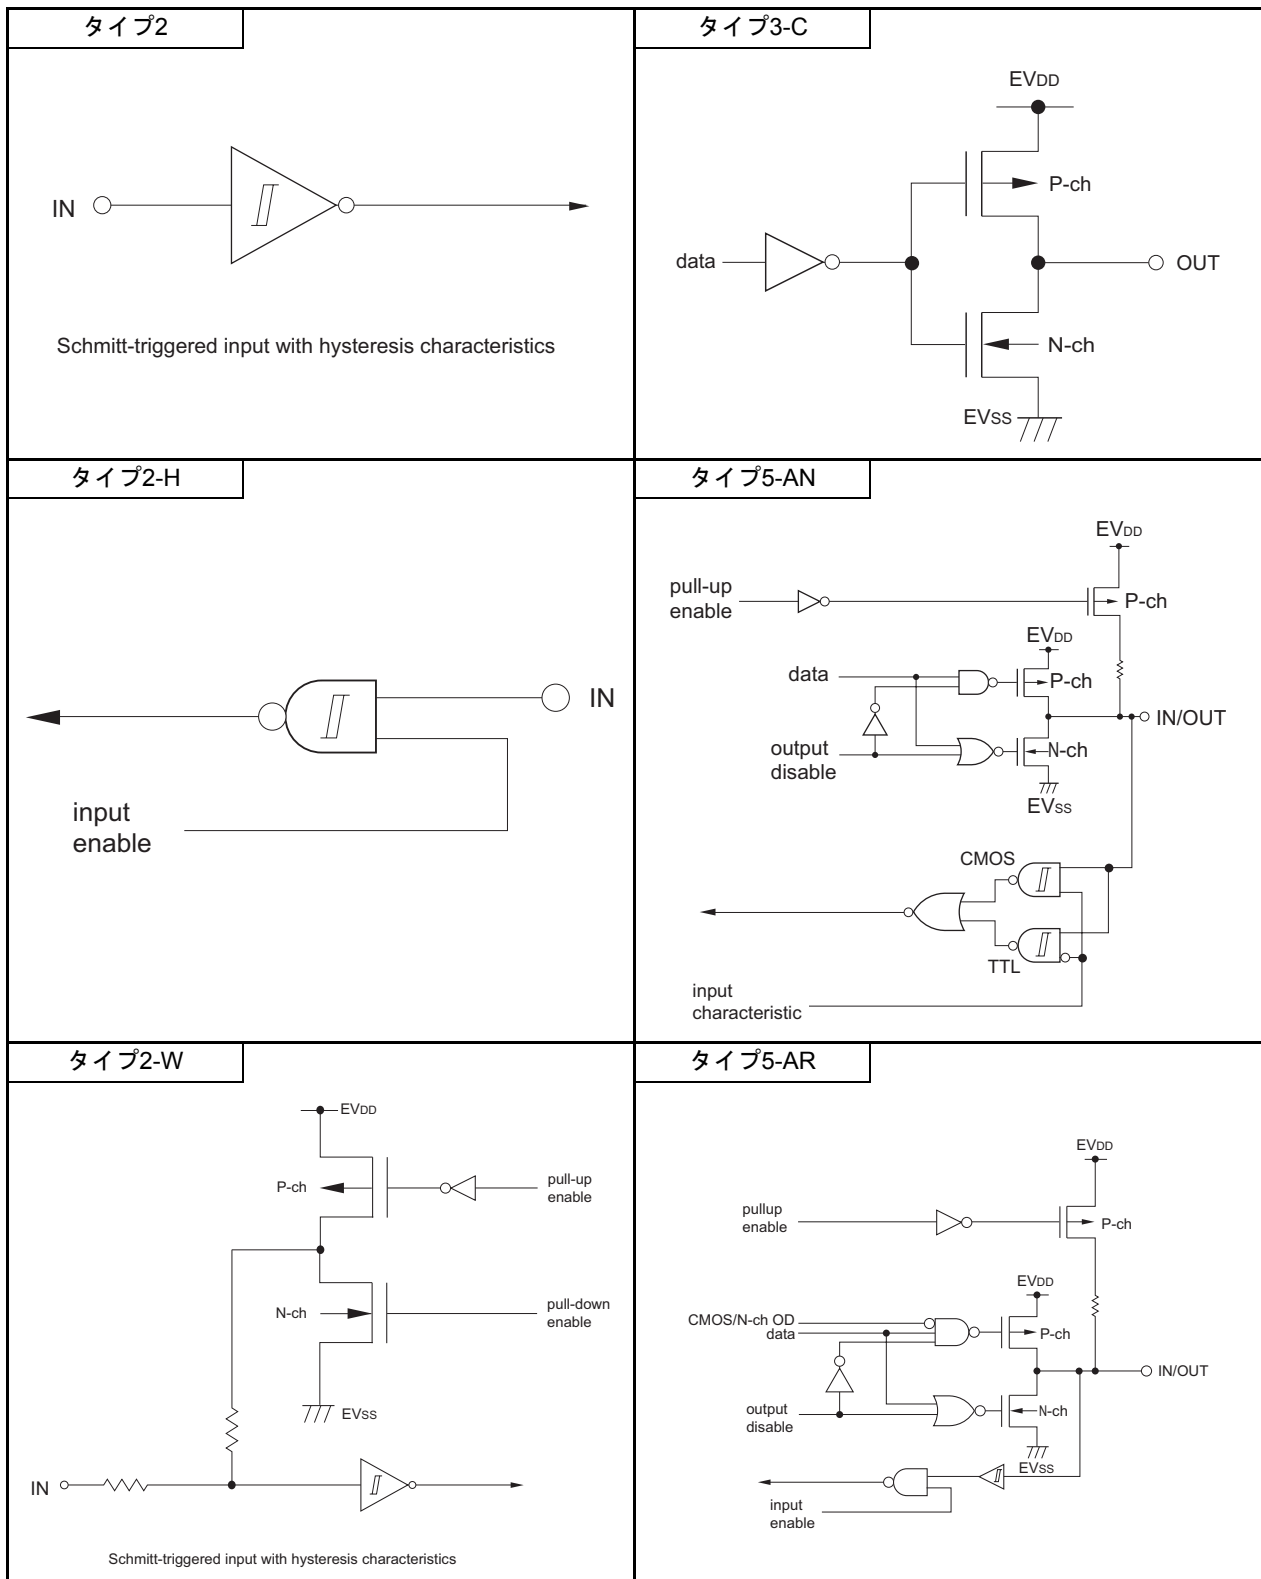 タイプ2
IN
Schmitt-triggered input with hysteresis characteristics
タイプ3-C
EVDD
P-ch
data
OUT
N-ch
EVSS
タイプ2-H
IN
input
enable
タイプ5-AN
EVDD
pull-up
enable
P-ch
EVDD
data
P-ch
IN/OUT
output
disable
N-ch
EVSS
CMOS
TTL
input
characteristic
タイプ2-W
EVDD
P-ch
pull-up
enable
N-ch
pull-down
enable
EVSS
IN
Schmitt-triggered input with hysteresis characteristics
タイプ5-AR
EVDD
pullup
enable
P-ch
EVDD
CMOS/N-ch OD
data
P-ch
IN/OUT
output
disable
N-ch
EVSS
input
enable